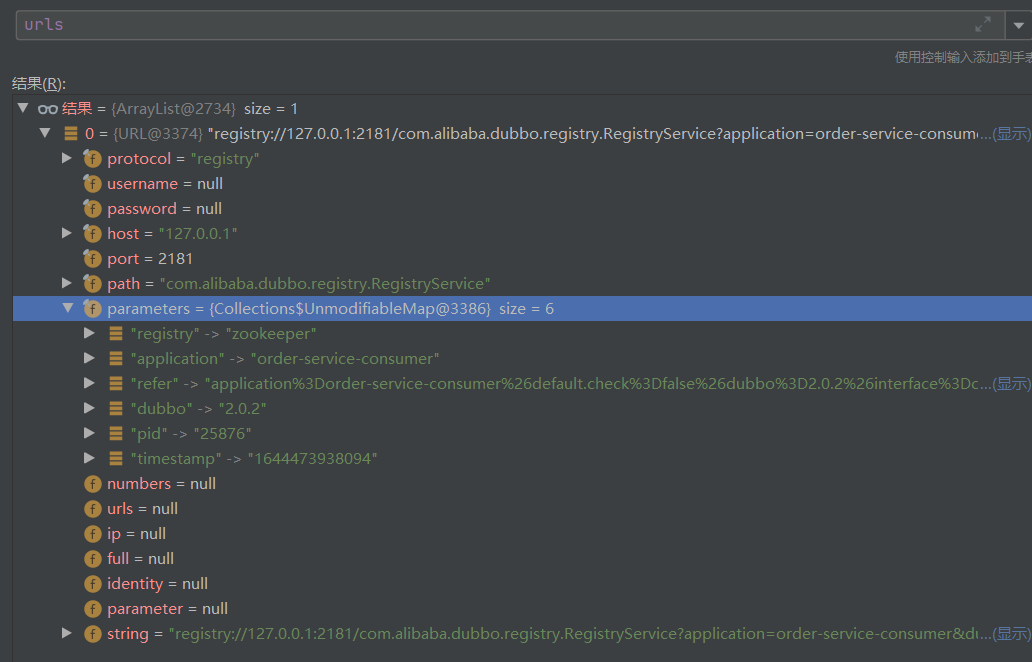 urls
使用控制输入添加到手表
结果(R):
结果 = {ArrayList@2734} size = 1
0 = {URL@3374} "registry://127.0.0.1:2181/com.alibaba.dubbo.registry.RegistryService?application=order-service-consum…(显示)
protocol = "registry"
username = null
password = null
host = "127.0.0.1"
port = 2181
path = "com.alibaba.dubbo.registry.RegistryService"
parameters = {Collections$UnmodifiableMap@3386} size = 6
"registry" -> "zookeeper"
"application" -> "order-service-consumer"
"refer" -> "application%3Dorder-service-consumer%26default.check%3Dfalse%26dubbo%3D2.0.2%26interface%3Dc…(显示)
"dubbo" -> "2.0.2"
"pid" -> "25876"
"timestamp" -> "1644473938094"
numbers = null
urls = null
ip = null
full = null
identity = null
parameter = null
string = "registry://127.0.0.1:2181/com.alibaba.dubbo.registry.RegistryService?application=order-service-consumer&du…(显示)